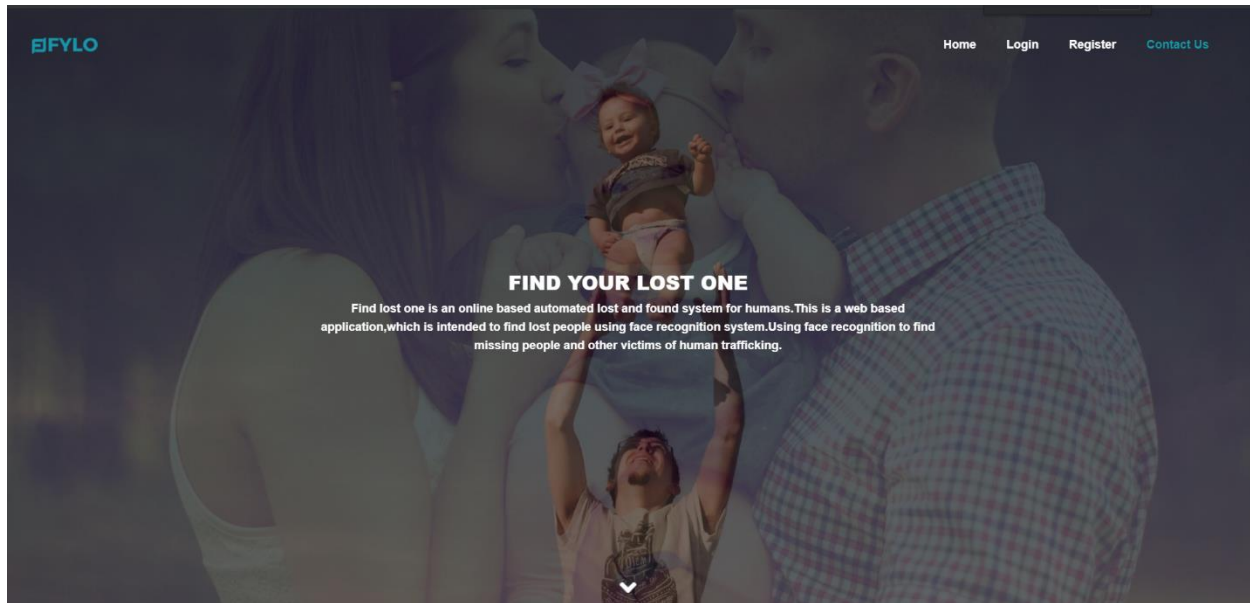 FYLO
Home Login Register Contact Us
FIND YOUR LOST ONE
Find lost one is an online based automated lost and found system for humans.This is a web based
application,which is intended to find lost people using face recognition system.Using face recognition to find
missing people and other victims of human trafficking.